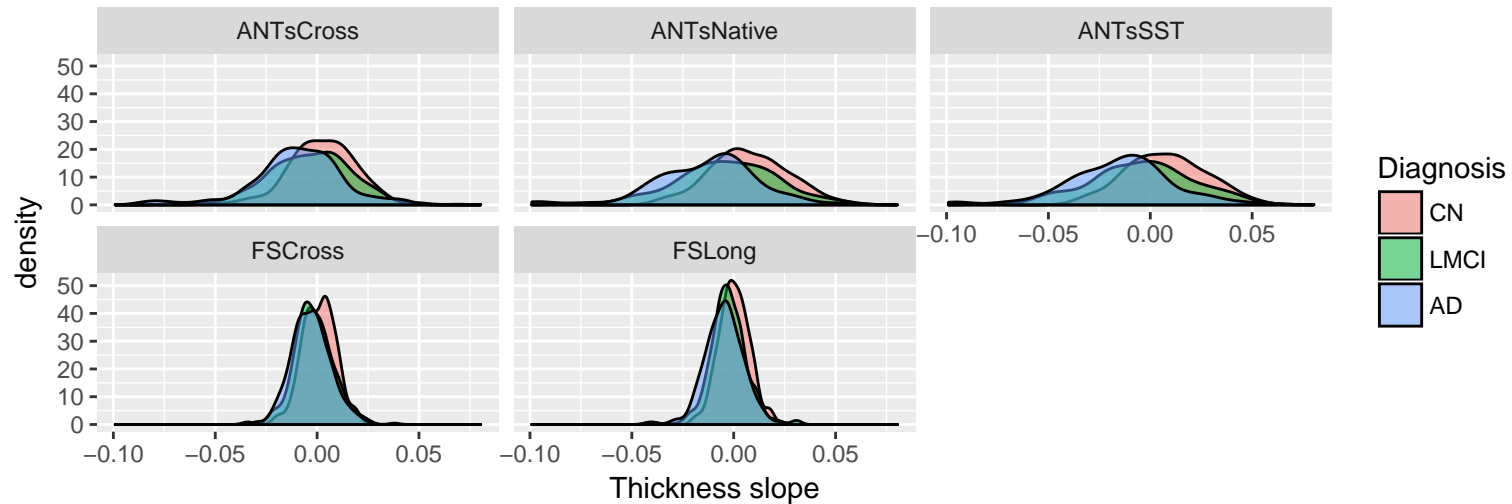 ANTsCross
ANTsNative
ANTsSST
50
40
30
20
10
0
−0.10 −0.05 0.00 0.05
FSCross
FSLong
50
40
30
20
10
0
−0.10 −0.05 0.00 0.05
−0.10 −0.05 0.00 0.05
Thickness slope
density
Diagnosis
CN
LMCI
AD